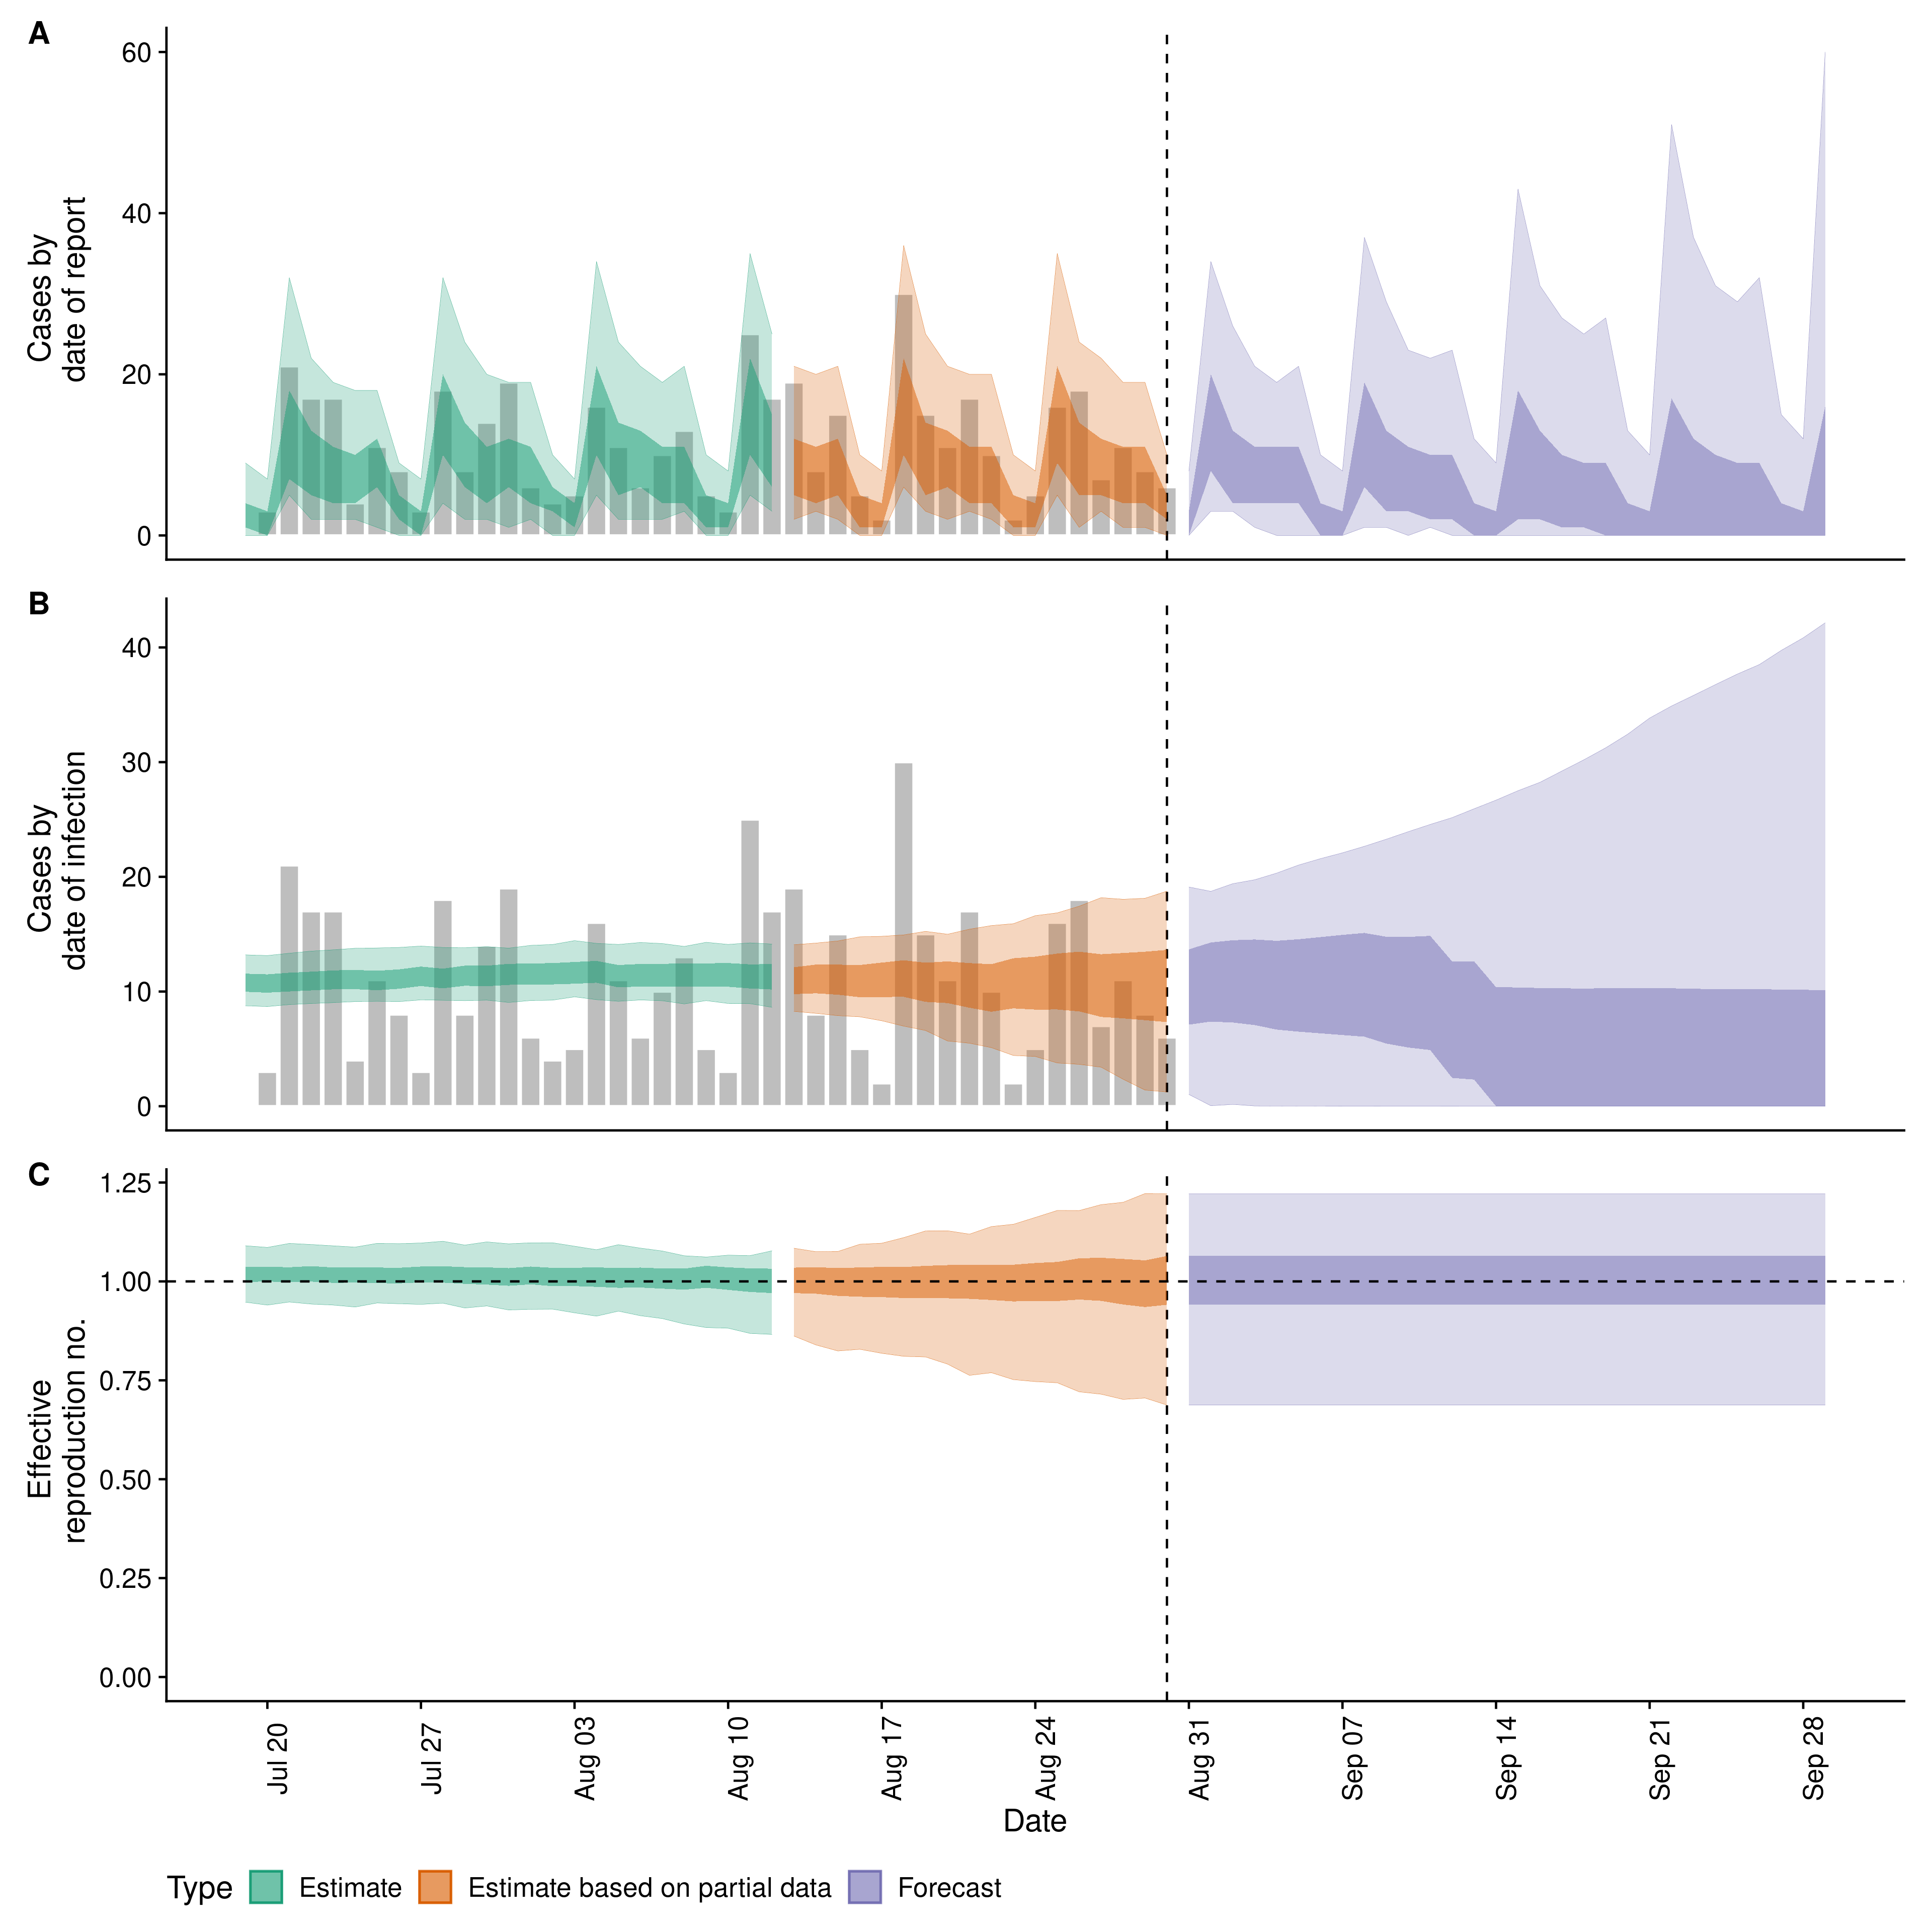 A
Cases by
date of report
60
40
20
0
B
Cases by
date of infection
40
30
20
10
0
C
Effective
reproduction no.
1.25
1.00
0.75
0.50
0.25
0.00
Jul 20
Jul 27
Aug 03
Aug 10
Aug 17
Aug 24
Aug 31
Sep 07
Sep 14
Sep 21
Sep 28
Date
Type Estimate Estimate based on partial data Forecast